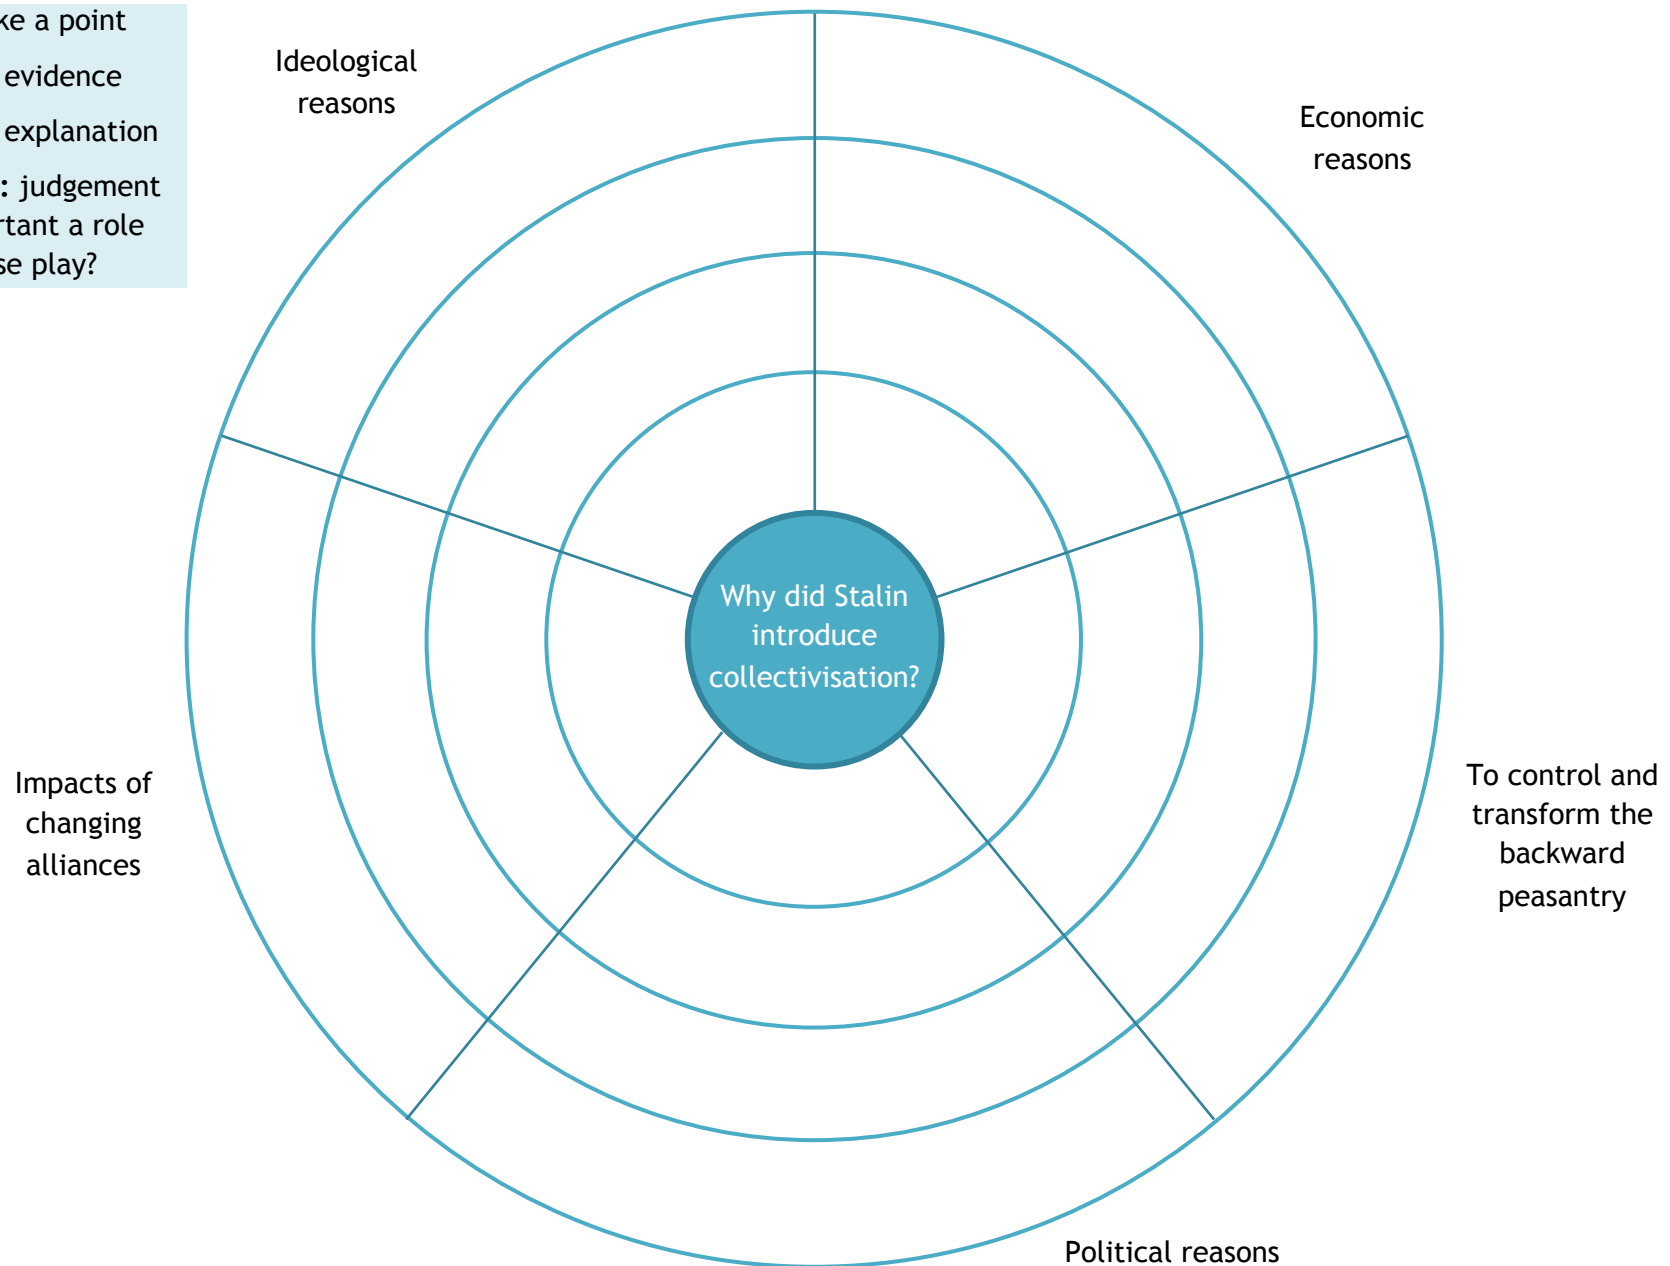 ke a point
evidence
explanation
: judgement
rtant a role
se play?
Ideological
reasons
Economic
reasons
Why did Stalin
introduce
collectivisation?
Impacts of
changing
alliances
To control and
transform the
backward
peasantry
Political reasons